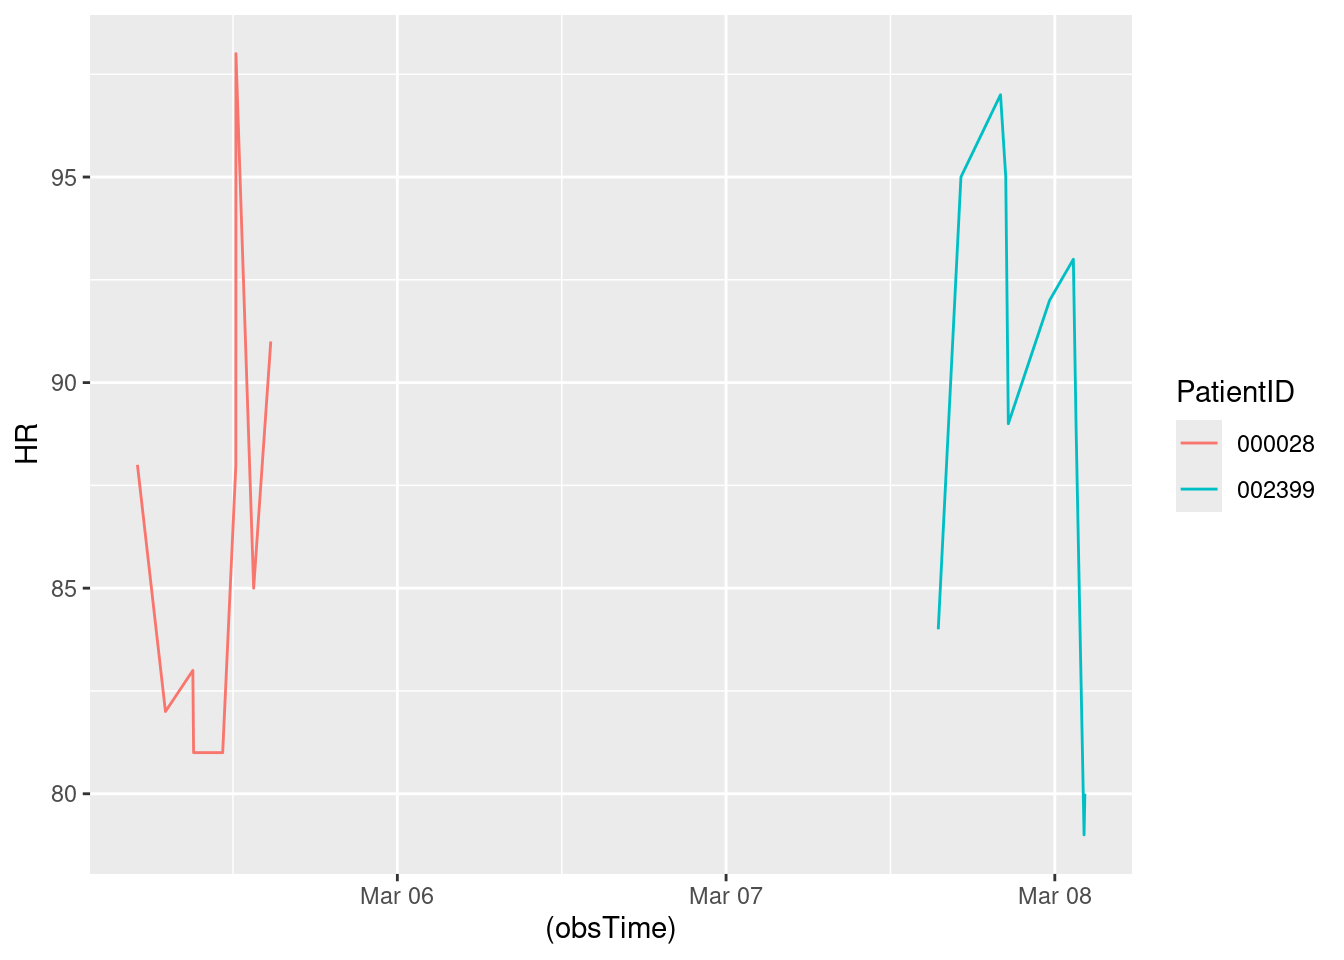 95
90
85
80
HR
Mar 06
Mar 07
Mar 08
(obsTime)
PatientID
000028
002399